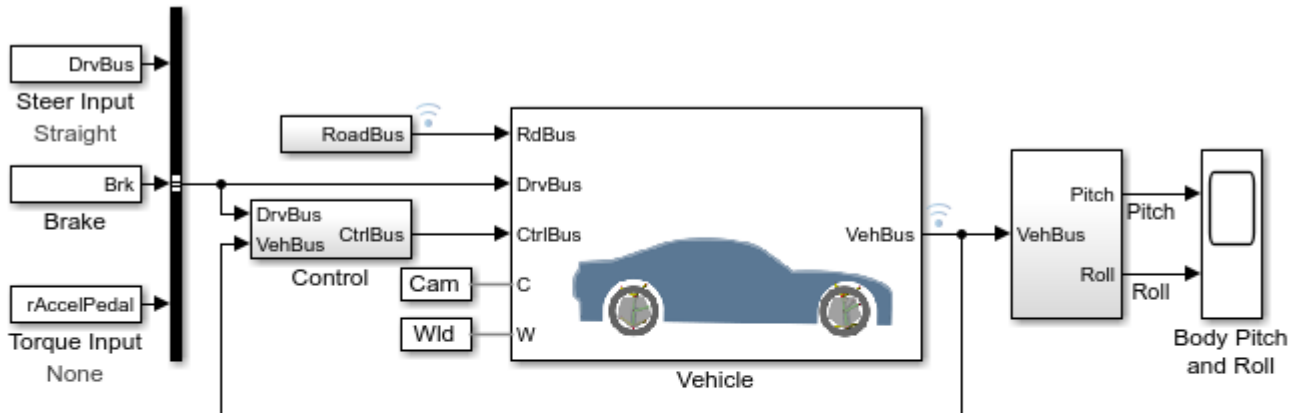 DrvBus
Steer Input
Straight
Brk
Brake
rAccelPedal
Torque Input
None
RoadBus
DrvBus
VehBus
CtrlBus
Control
Cam
Wld
RdBus
DrvBus
CtrlBus
C
W
VehBus
Vehicle
VehBus
Pitch
Roll
Pitch
Roll
Body Pitch
and Roll